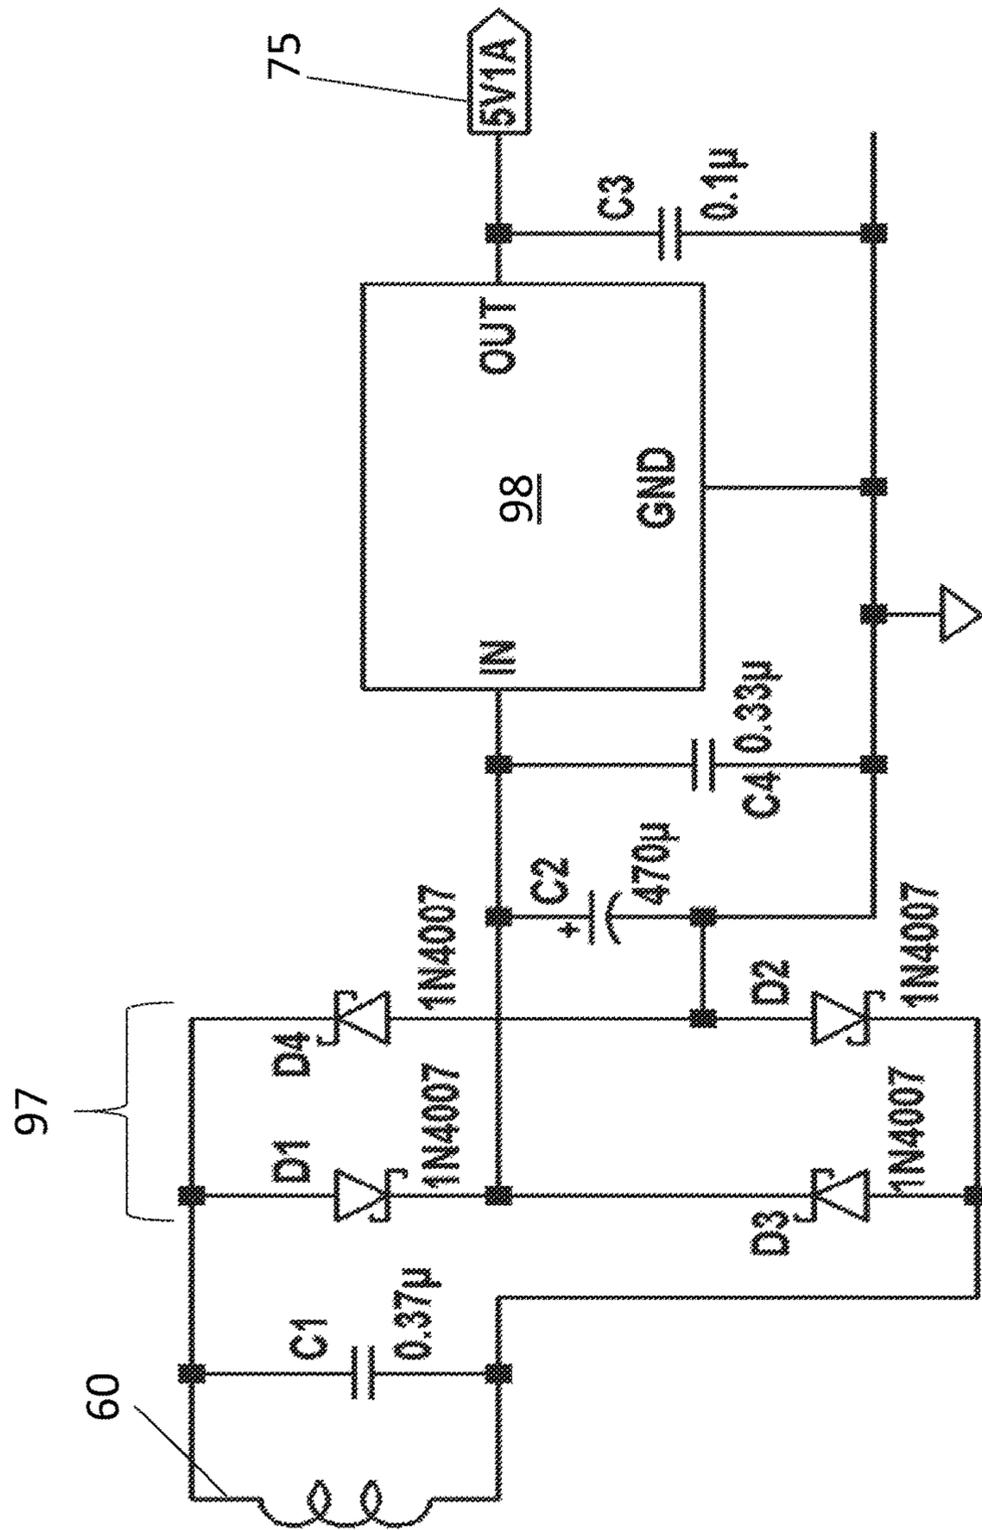 97
60
C1
0.37µ
D1
1N4007
D4
1N4007
D3
1N4007
D2
1N4007
C2
+
470µ
C4
0.33µ
IN
98
GND
OUT
C3
0.1µ
5V1A
75